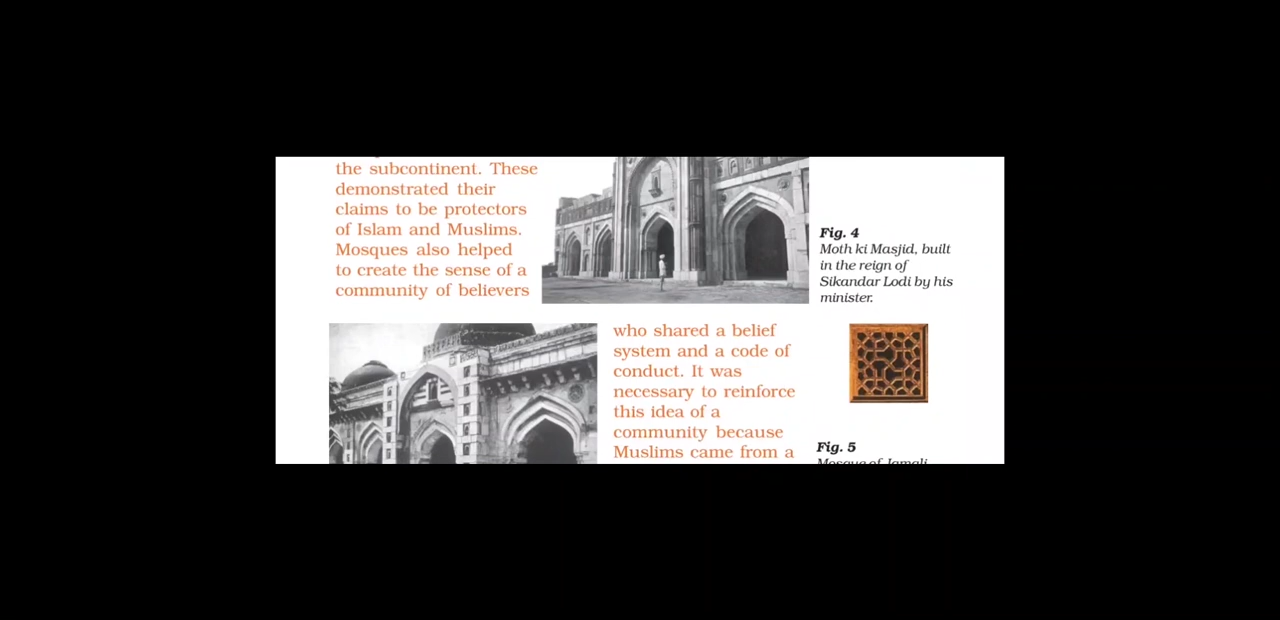 the subcontinent. These
demonstrated their
claims to be protectors
of Islam and Muslims.
Mosques also helped
to create the sense of a
community of believers
Fig. 4
Moth ki Masjid, built
in the reign of
Sikandar Lodi by his
minister.
who shared a belief
system and a code of
conduct. It was
necessary to reinforce
this idea of a
community because
Muslims came from a
Fig. 5
Mosque of Jamali